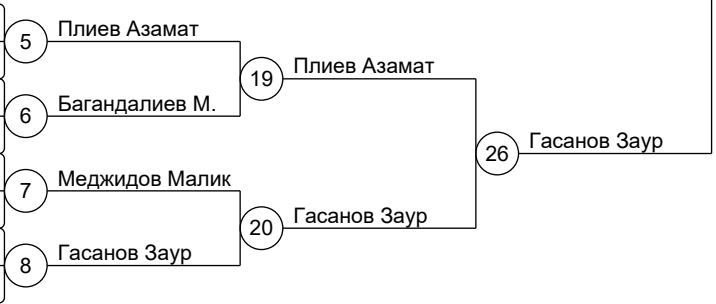 5 Плиев Азамат
19 Плиев Азамат
6 Багандалиев М.
26 Гасанов Заур
7 Меджидов Малик
20 Гасанов Заур
8 Гасанов Заур